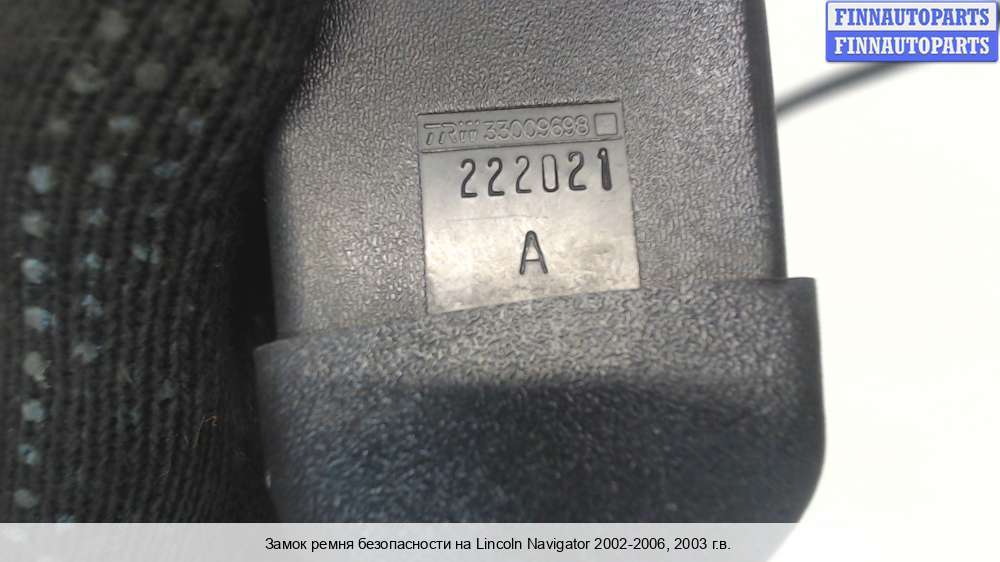 FINNAUTOPARTS
FINNAUTOPARTS
TRW 33009698
222021
A
Замок ремня безопасности на Lincoln Navigator 2002-2006, 2003 г.в.